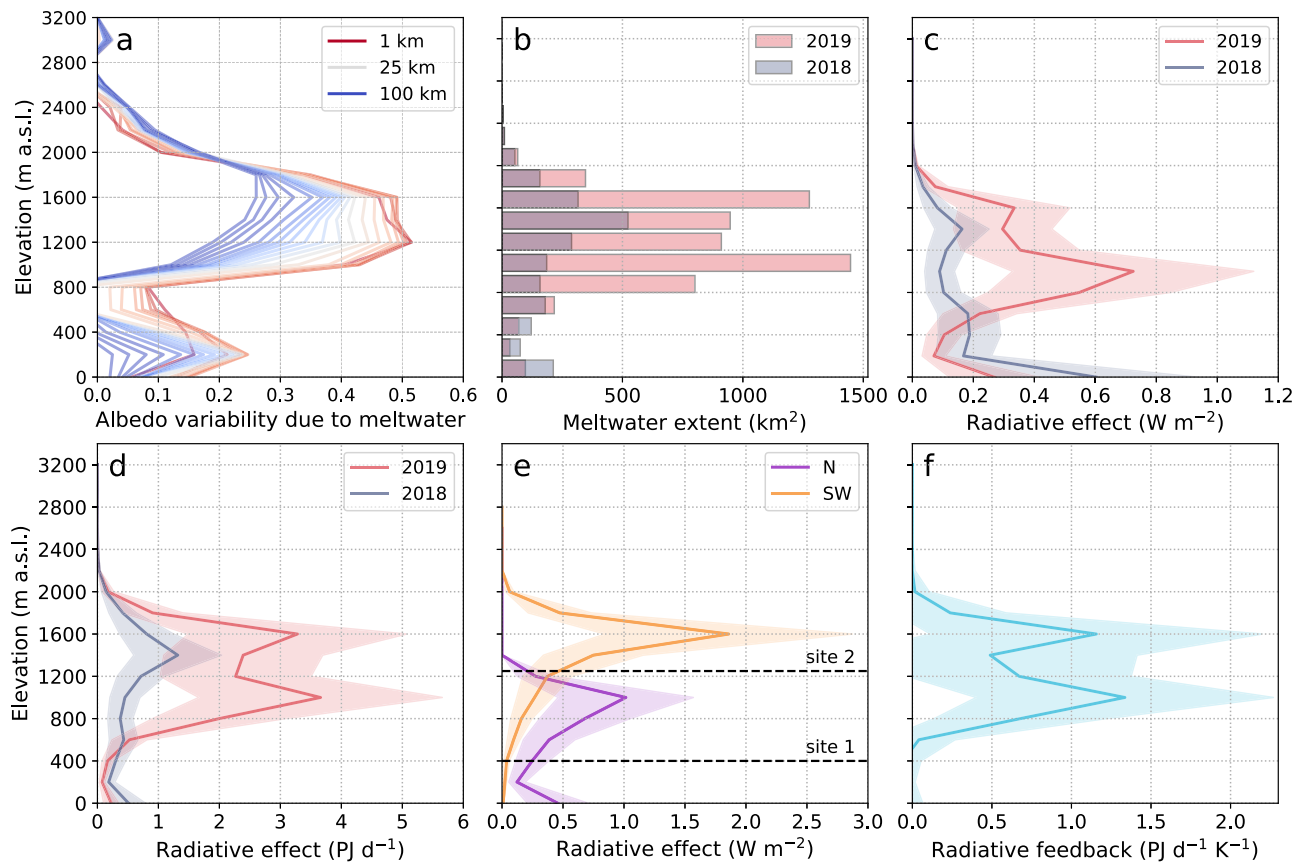 a
1 km
25 km
100 km
3200
2800
2400
2000
1600
1200
800
400
0
Elevation (m a.s.l.)
0 0.1 0.2 0.3 0.4 0.5 0.6
Albedo variability due to meltwater
b
2019
2018
0 500 1000 1500
Meltwater extent (km²)
c
2019
2018
0 0.2 0.4 0.6 0.8 1.0 1.2
Radiative effect (W m⁻²)
d
2019
2018
3200
2800
2400
2000
1600
1200
800
400
0
Elevation (m a.s.l.)
0 1 2 3 4 5 6
Radiative effect (PJ d⁻¹)
e
N
SW
site 2
site 1
0 0.5 1.0 1.5 2.0 2.5 3.0
Radiative effect (W m⁻²)
f
0 0.5 1.0 1.5 2.0
Radiative feedback (PJ d⁻¹ K⁻¹)